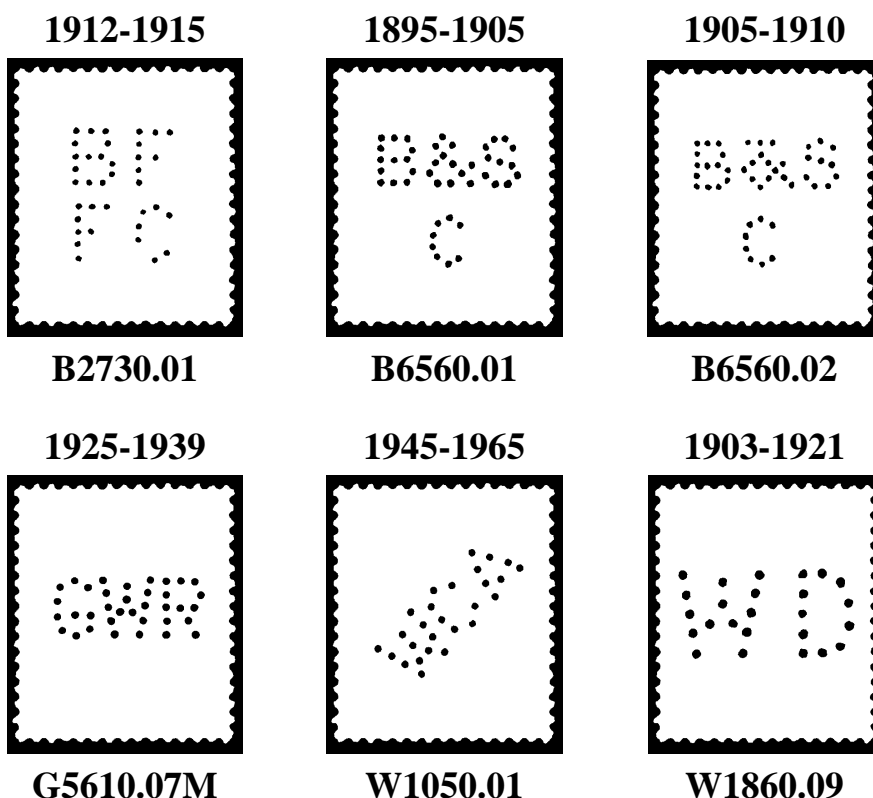 1912-1915 1895-1905 1905-1910
BF B&S B&S
FC C C
B2730.01 B6560.01 B6560.02
1925-1939 1945-1965 1903-1921
GWR W D
G5610.07M W1050.01 W1860.09